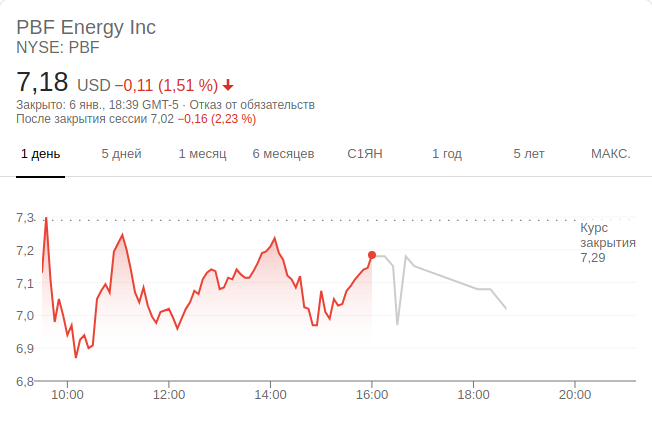 PBF Energy Inc
NYSE: PBF
7,18 USD −0,11 (1,51 %)
Закрыто: 6 янв., 18:39 GMT-5 · Отказ от обязательств
После закрытия сессии 7,02 −0,16 (2,23 %)
1 день 5 дней 1 месяц 6 месяцев С1ЯН 1 год 5 лет МАКС.
7,3
Курс
закрытия
7,29
7,2
7,1
7,0
6,9
6,8
10:00 12:00 14:00 16:00 18:00 20:00